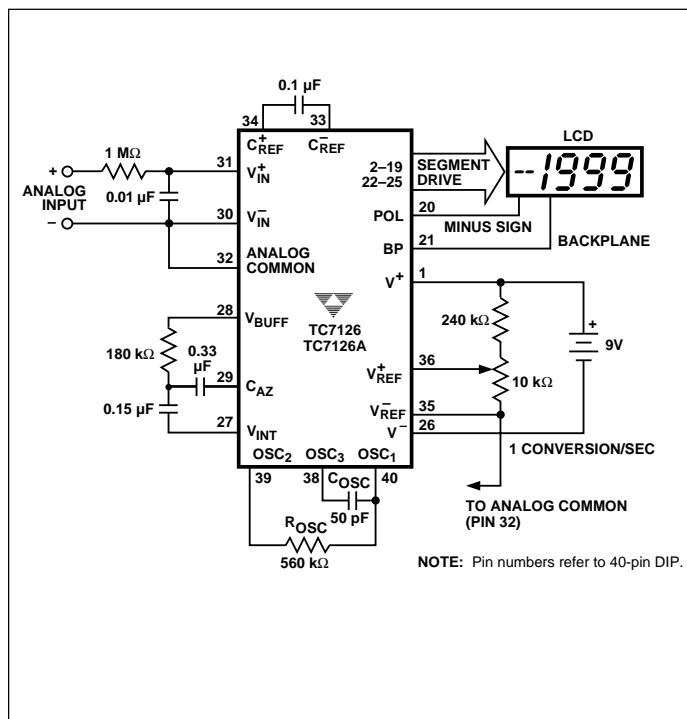 0.1 µF
34
33
C+REF
C–REF
LCD
1 MΩ
+
31
V+IN
2–19
22–25
SEGMENT
DRIVE
--1999
ANALOG
INPUT
0.01 µF
–
30
V–IN
POL
20
MINUS SIGN
32
ANALOG
COMMON
BP
21
BACKPLANE
V+
1
28
VBUFF
TC7126
TC7126A
240 kΩ
+
9V
180 kΩ
0.33
µF
29
CAZ
V+REF
36
10 kΩ
0.15 µF
27
VINT
V–REF
35
V–
26
1 CONVERSION/SEC
OSC2
OSC3
OSC1
39
38
COSC
40
50 pF
TO ANALOG COMMON
(PIN 32)
ROSC
560 kΩ
NOTE: Pin numbers refer to 40-pin DIP.